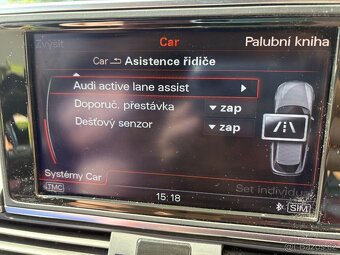 Zvýšit Car Palubní kniha
Car Asistence řidiče
Audi active lane assist
Doporuč. přestávka zap
Dešťový senzor zap
Systémy Car
Set individual
TMC 15:18 SIM